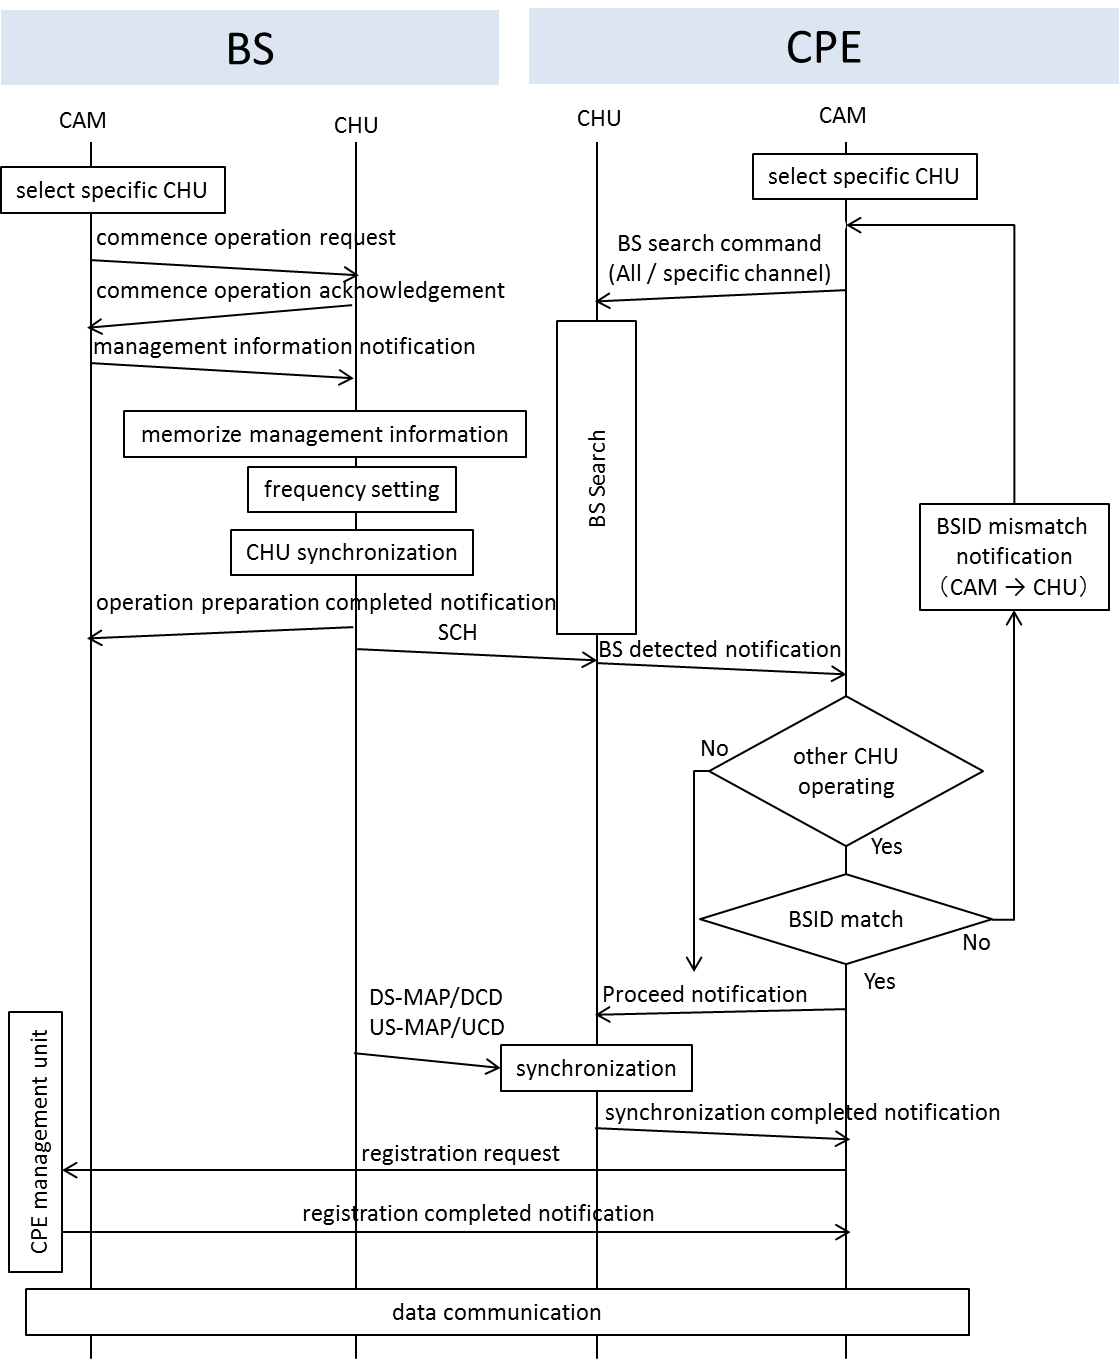 BS
CPE
CAM
CHU
CHU
CAM
select specific CHU
select specific CHU
commence operation request
BS search command
(All / specific channel)
commence operation acknowledgement
management information notification
memorize management information
BS Search
frequency setting
BSID mismatch
notification
（CAM → CHU）
CHU synchronization
operation preparation completed notification
SCH
BS detected notification
No
other CHU
operating
Yes
BSID match
No
Yes
Proceed notification
DS-MAP/DCD
US-MAP/UCD
synchronization
synchronization completed notification
CPE management unit
registration request
registration completed notification
data communication